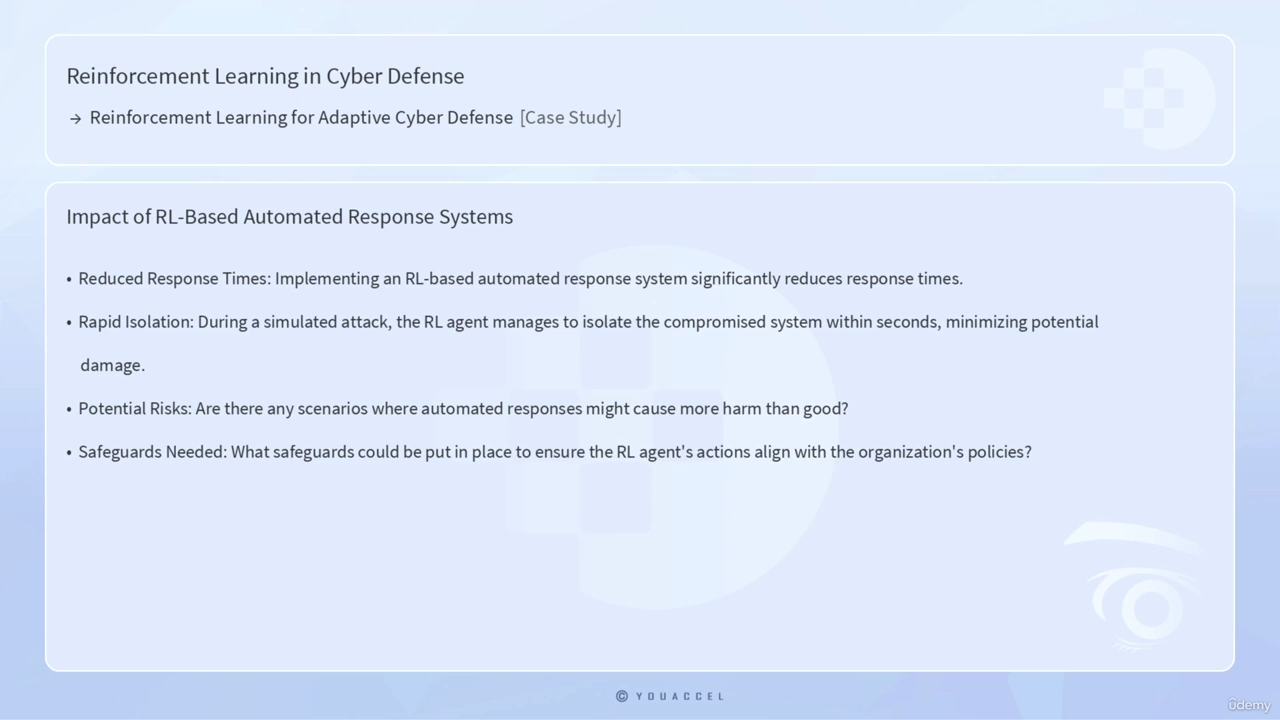 Reinforcement Learning in Cyber Defense
→ Reinforcement Learning for Adaptive Cyber Defense [Case Study]
Impact of RL-Based Automated Response Systems
• Reduced Response Times: Implementing an RL-based automated response system significantly reduces response times.
• Rapid Isolation: During a simulated attack, the RL agent manages to isolate the compromised system within seconds, minimizing potential
damage.
• Potential Risks: Are there any scenarios where automated responses might cause more harm than good?
• Safeguards Needed: What safeguards could be put in place to ensure the RL agent's actions align with the organization's policies?
© YOUACCEL
ûdemy